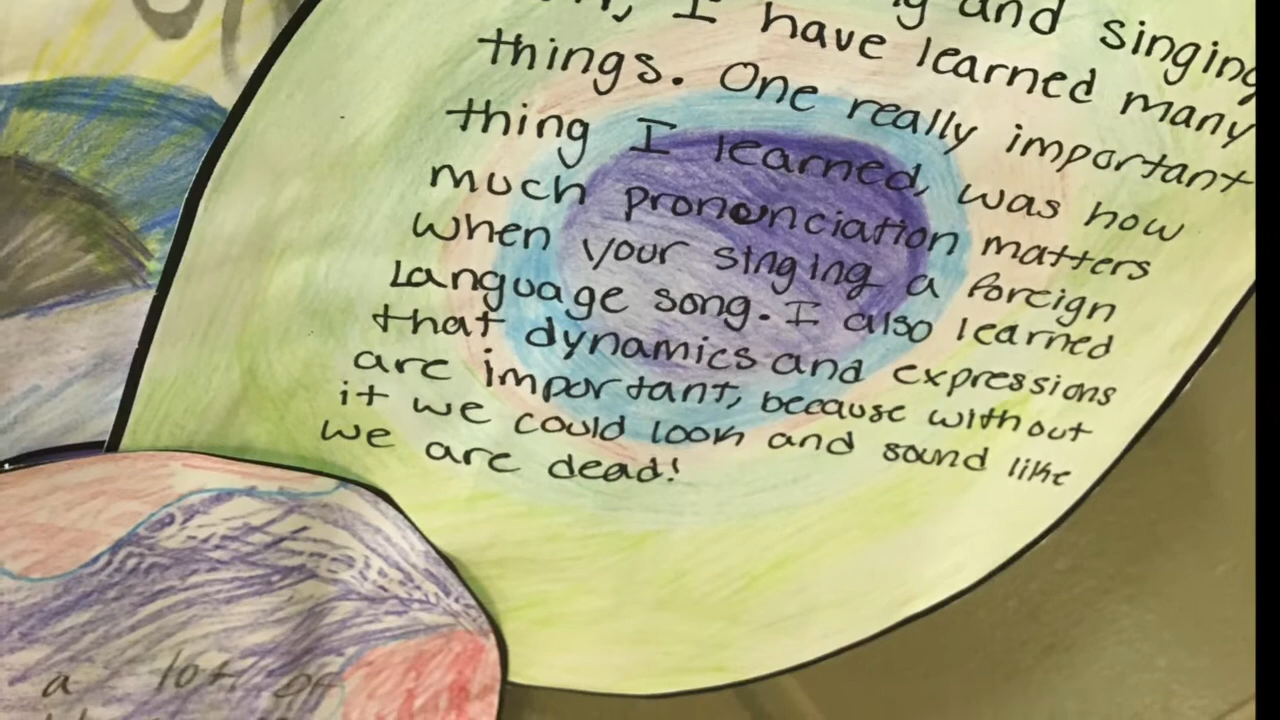 and singing
I have learned many
things. One really important
thing I learned, was how
much pronounciation matters
when your singing a foreign
Language song. I also learned
that dynamics and expressions
are important, because without
it we could look and sound like
we are dead!
a lot of